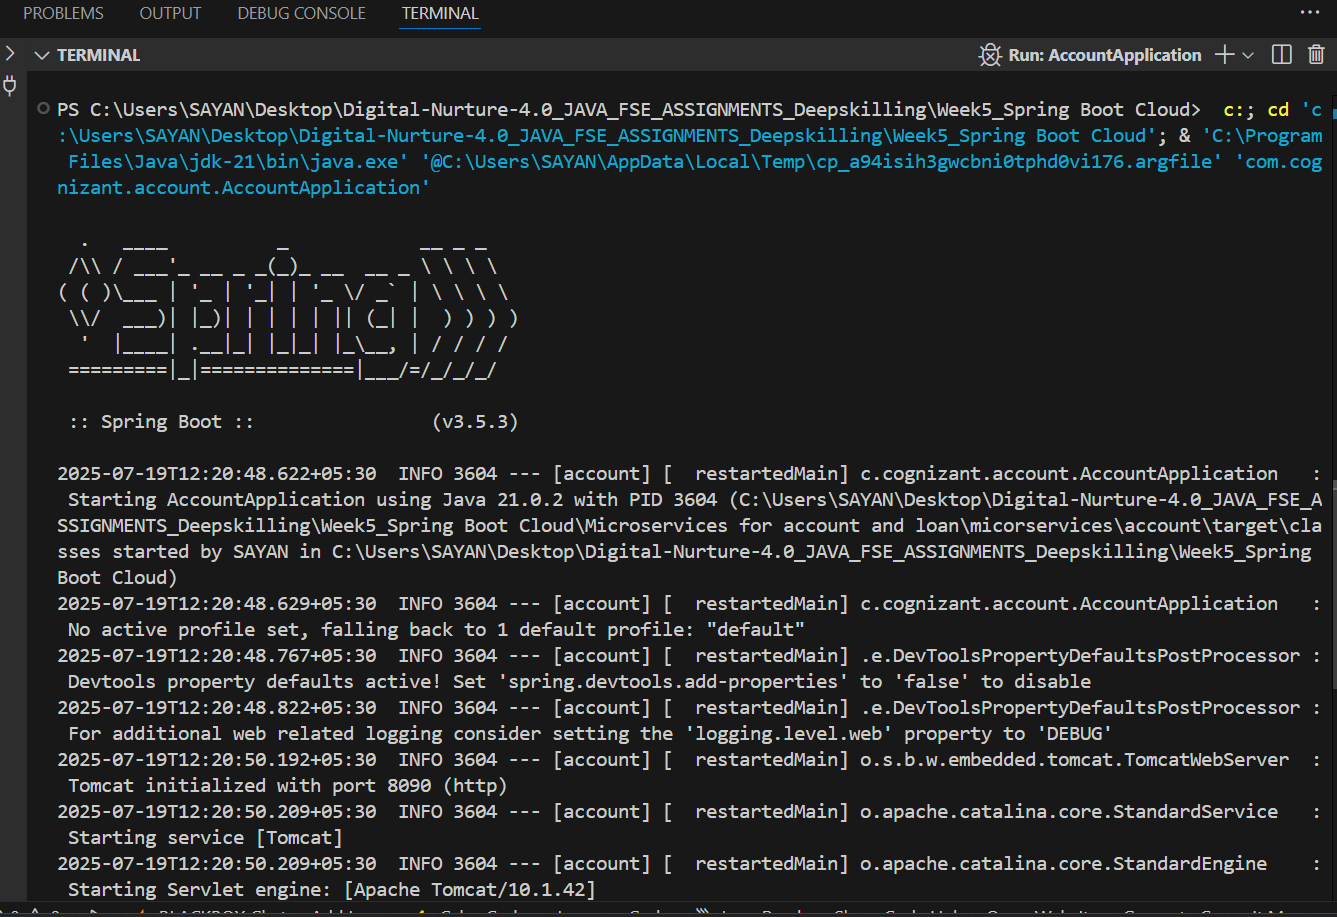 PROBLEMS OUTPUT DEBUG CONSOLE TERMINAL
TERMINAL
Run: AccountApplication
PS C:\Users\SAYAN\Desktop\Digital-Nurture-4.0_JAVA_FSE_ASSIGNMENTS_Deepskilling\Week5_Spring Boot Cloud>  c:; cd 'c
:\Users\SAYAN\Desktop\Digital-Nurture-4.0_JAVA_FSE_ASSIGNMENTS_Deepskilling\Week5_Spring Boot Cloud'; & 'C:\Program
 Files\Java\jdk-21\bin\java.exe' '@C:\Users\SAYAN\AppData\Local\Temp\cp_a94isih3gwcbni0tphd0vi176.argfile' 'com.cog
nizant.account.AccountApplication'
  .   ____          _            __ _ _
 /\\ / ___'_ __ _ _(_)_ __  __ _ \ \ \ \
( ( )\___ | '_ | '_| | '_ \/ _` | \ \ \ \
 \\/  ___)| |_)| | | | | || (_| |  ) ) ) )
  '  |____| .__|_| |_|_| |_\__, | / / / /
 =========|_|==============|___/=/_/_/_/
 :: Spring Boot ::                (v3.5.3)
2025-07-19T12:20:48.622+05:30  INFO 3604 --- [account] [  restartedMain] c.cognizant.account.AccountApplication   :
 Starting AccountApplication using Java 21.0.2 with PID 3604 (C:\Users\SAYAN\Desktop\Digital-Nurture-4.0_JAVA_FSE_A
SSIGNMENTS_Deepskilling\Week5_Spring Boot Cloud\Microservices for account and loan\micorservices\account\target\cla
sses started by SAYAN in C:\Users\SAYAN\Desktop\Digital-Nurture-4.0_JAVA_FSE_ASSIGNMENTS_Deepskilling\Week5_Spring
Boot Cloud)
2025-07-19T12:20:48.629+05:30  INFO 3604 --- [account] [  restartedMain] c.cognizant.account.AccountApplication   :
 No active profile set, falling back to 1 default profile: "default"
2025-07-19T12:20:48.767+05:30  INFO 3604 --- [account] [  restartedMain] .e.DevToolsPropertyDefaultsPostProcessor :
 Devtools property defaults active! Set 'spring.devtools.add-properties' to 'false' to disable
2025-07-19T12:20:48.822+05:30  INFO 3604 --- [account] [  restartedMain] .e.DevToolsPropertyDefaultsPostProcessor :
 For additional web related logging consider setting the 'logging.level.web' property to 'DEBUG'
2025-07-19T12:20:50.192+05:30  INFO 3604 --- [account] [  restartedMain] o.s.b.w.embedded.tomcat.TomcatWebServer  :
 Tomcat initialized with port 8090 (http)
2025-07-19T12:20:50.209+05:30  INFO 3604 --- [account] [  restartedMain] o.apache.catalina.core.StandardService   :
 Starting service [Tomcat]
2025-07-19T12:20:50.209+05:30  INFO 3604 --- [account] [  restartedMain] o.apache.catalina.core.StandardEngine    :
 Starting Servlet engine: [Apache Tomcat/10.1.42]